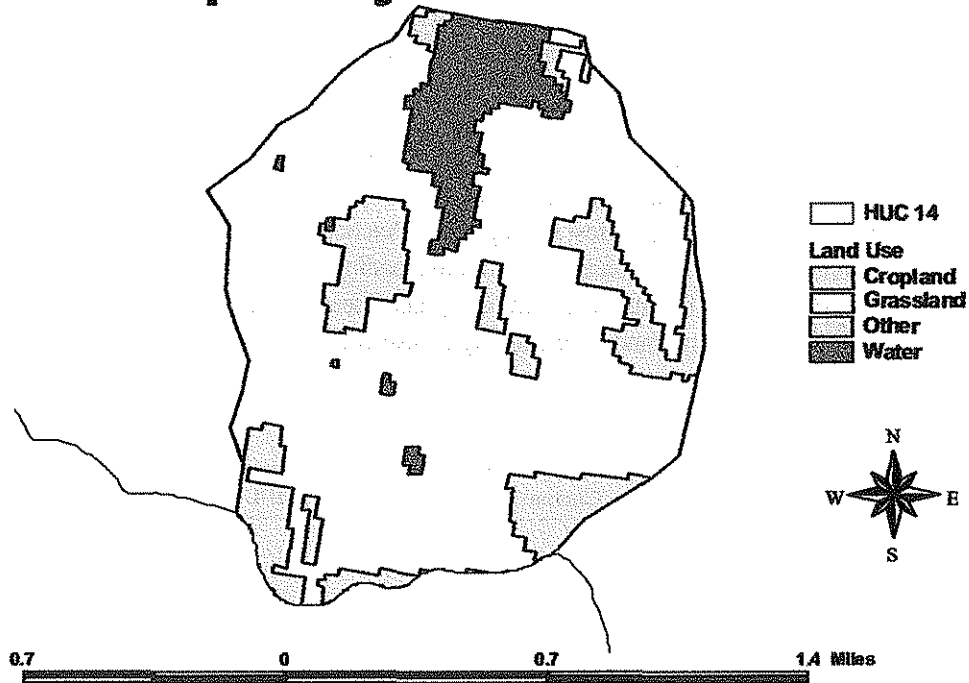 HUC 14
Land Use
Cropland
Grassland
Other
Water
N
W E
S
0.7 0 0.7 1.4 Miles